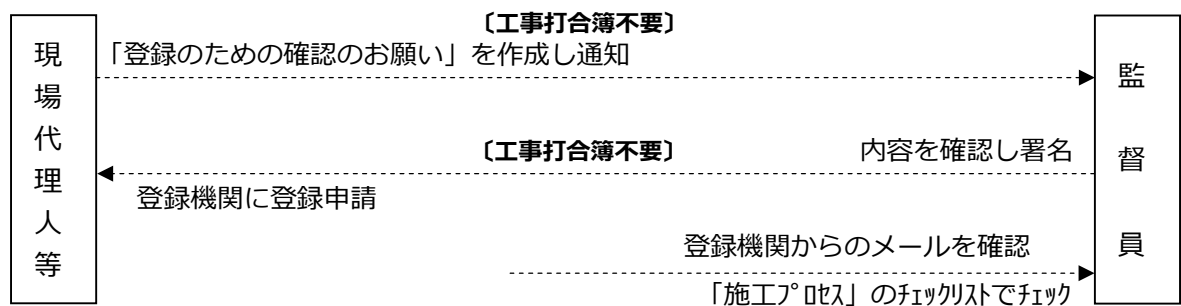 〔工事打合簿不要〕
「登録のための確認のお願い」を作成し通知
現場代理人等
監督員
〔工事打合簿不要〕
内容を確認し署名
登録機関に登録申請
登録機関からのメールを確認
「施工ﾌﾟﾛｾｽ」のﾁｪｯｸﾘｽﾄでﾁｪｯｸ